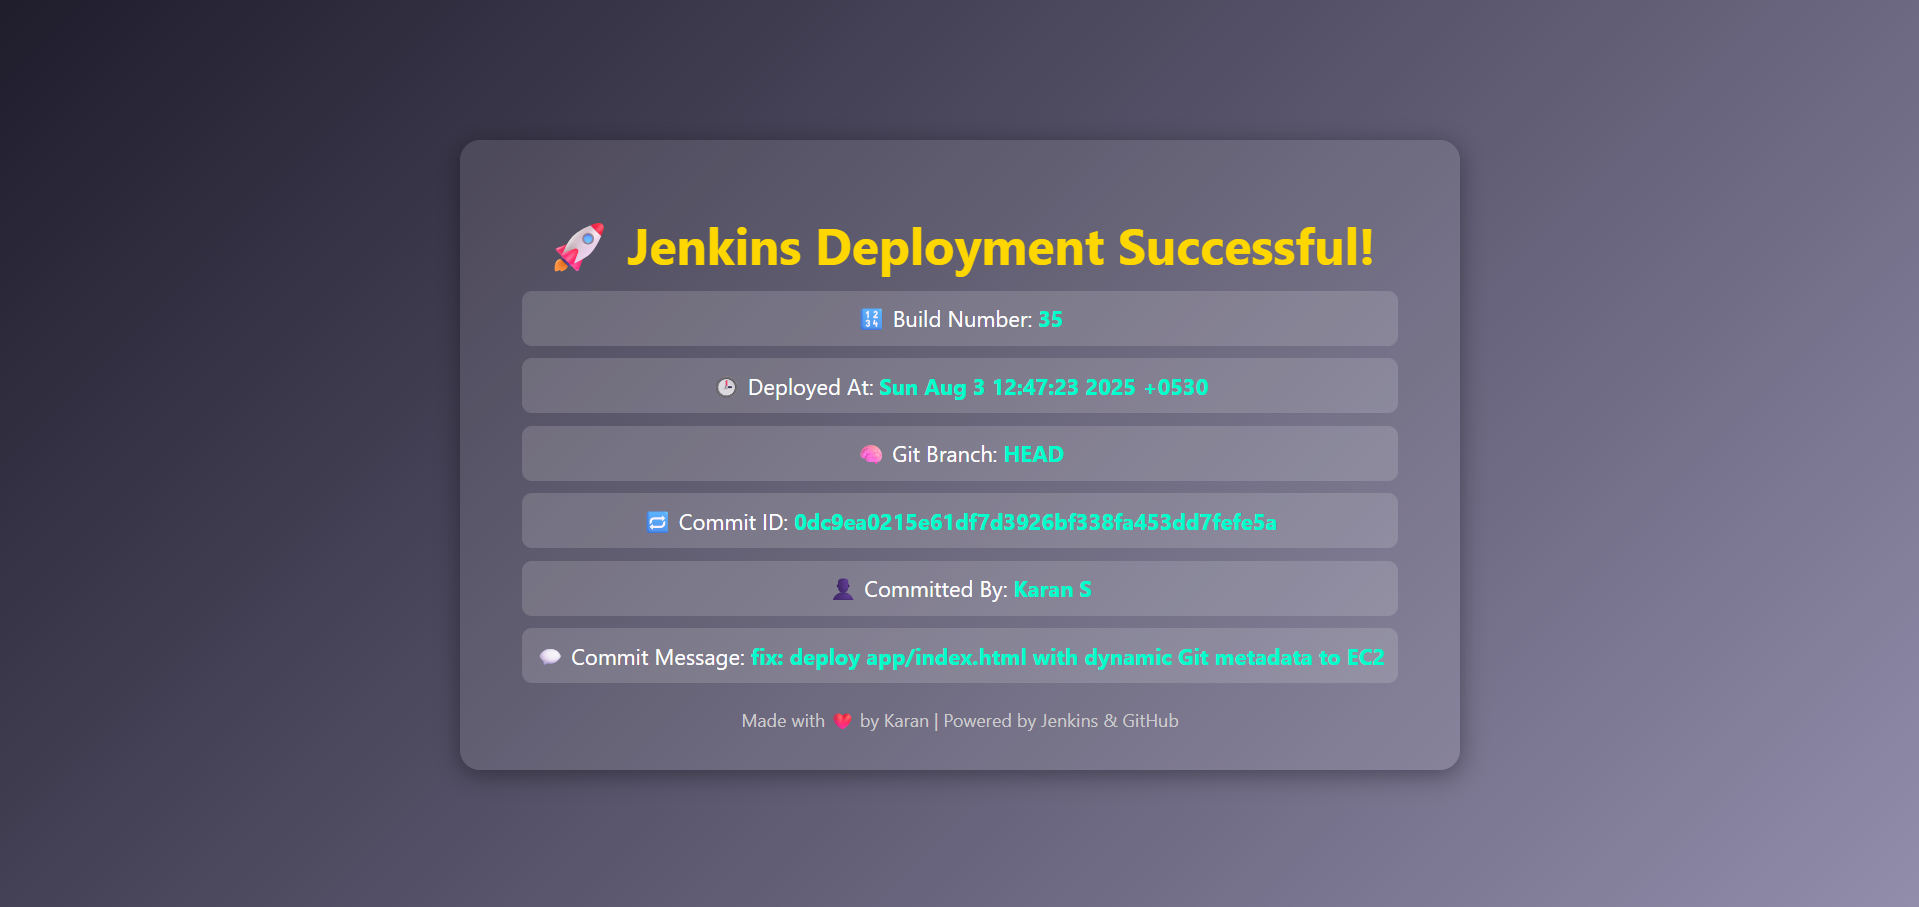 🚀 Jenkins Deployment Successful!
🔢 Build Number: 35
🕒 Deployed At: Sun Aug 3 12:47:23 2025 +0530
🧠 Git Branch: HEAD
🔁 Commit ID: 0dc9ea0215e61df7d3926bf338fa453dd7fefe5a
👤 Committed By: Karan S
💬 Commit Message: fix: deploy app/index.html with dynamic Git metadata to EC2
Made with ❤️ by Karan | Powered by Jenkins & GitHub